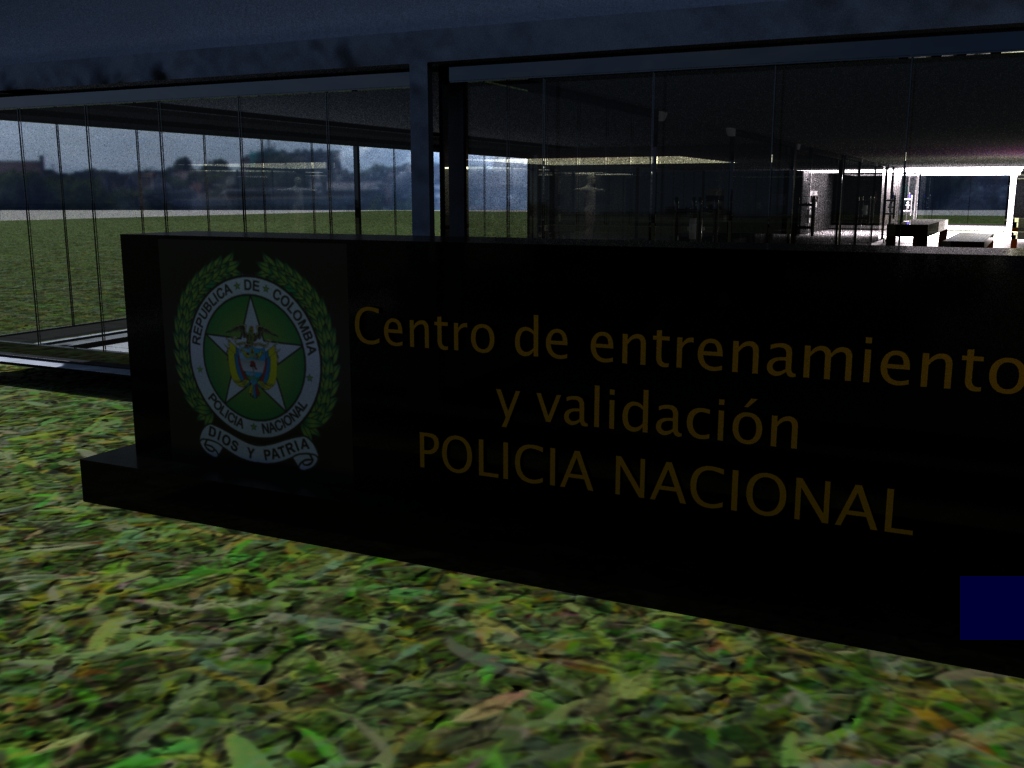 REPUBLICA * DE * COLOMBIA
POLICIA * NACIONAL
DIOS Y PATRIA
Centro de entrenamiento
y validación
POLICIA NACIONAL